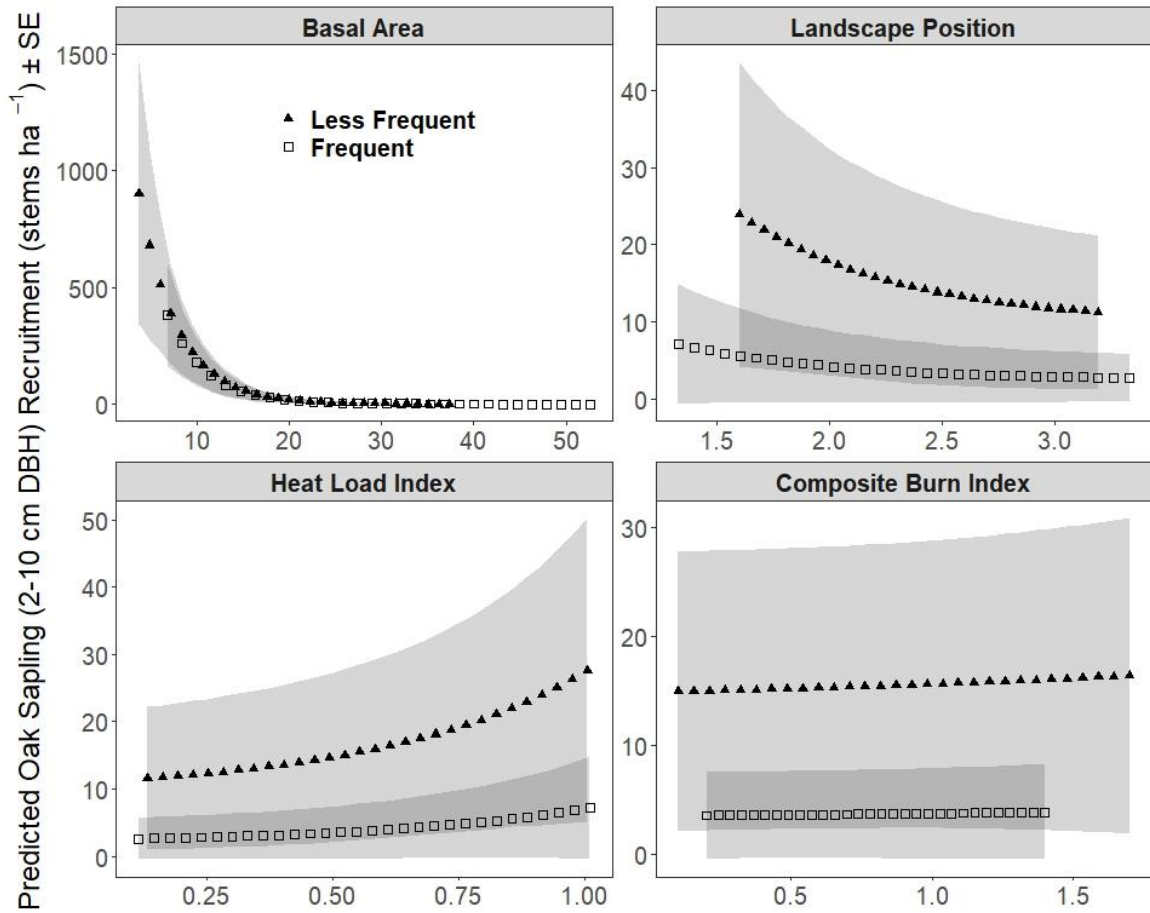 Predicted Oak Sapling (2-10 cm DBH) Recruitment (stems ha ⁻¹) ± SE
Basal Area
1500
1000
500
0
10 20 30 40 50
Less Frequent
Frequent
Landscape Position
40
30
20
10
0
1.5 2.0 2.5 3.0
Heat Load Index
50
40
30
20
10
0
0.25 0.50 0.75 1.00
Composite Burn Index
30
20
10
0
0.5 1.0 1.5